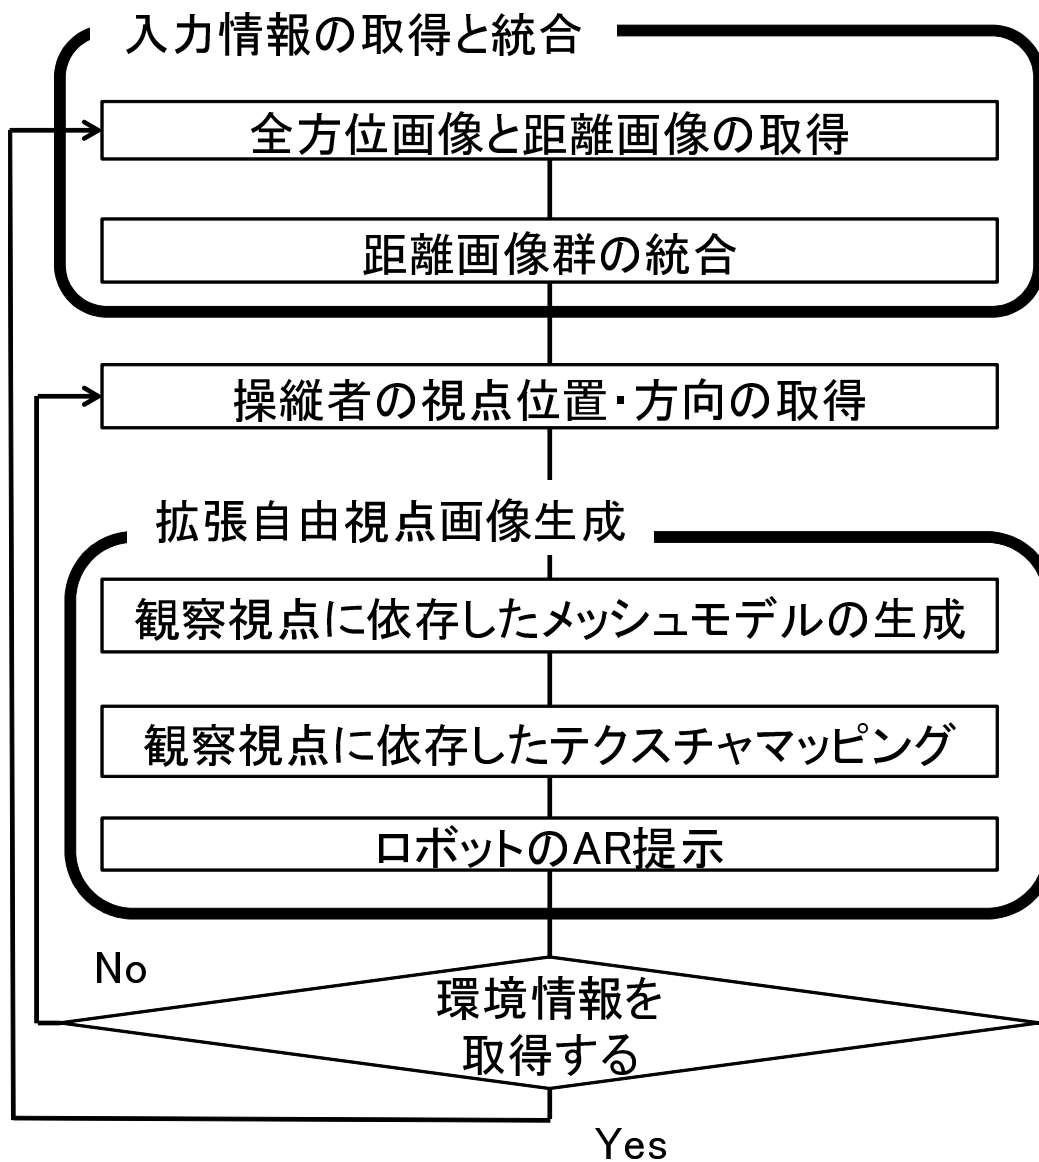 入力情報の取得と統合
全方位画像と距離画像の取得
距離画像群の統合
操縦者の視点位置・方向の取得
拡張自由視点画像生成
観察視点に依存したメッシュモデルの生成
観察視点に依存したテクスチャマッピング
ロボットのAR提示
No
環境情報を
取得する
Yes